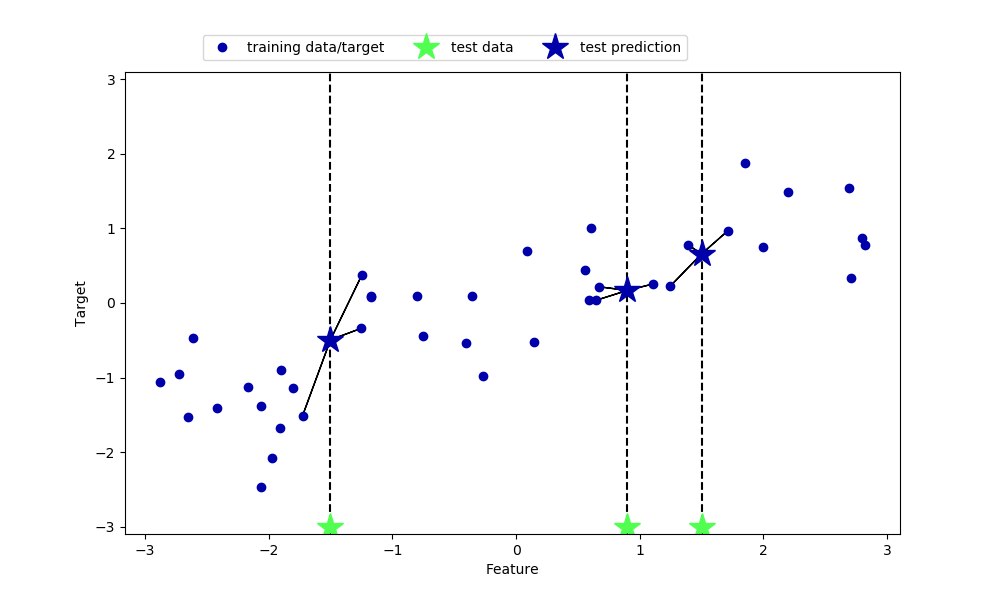 training data/target test data test prediction
3
2
1
0
−1
−2
−3
Target
−3 −2 −1 0 1 2 3
Feature